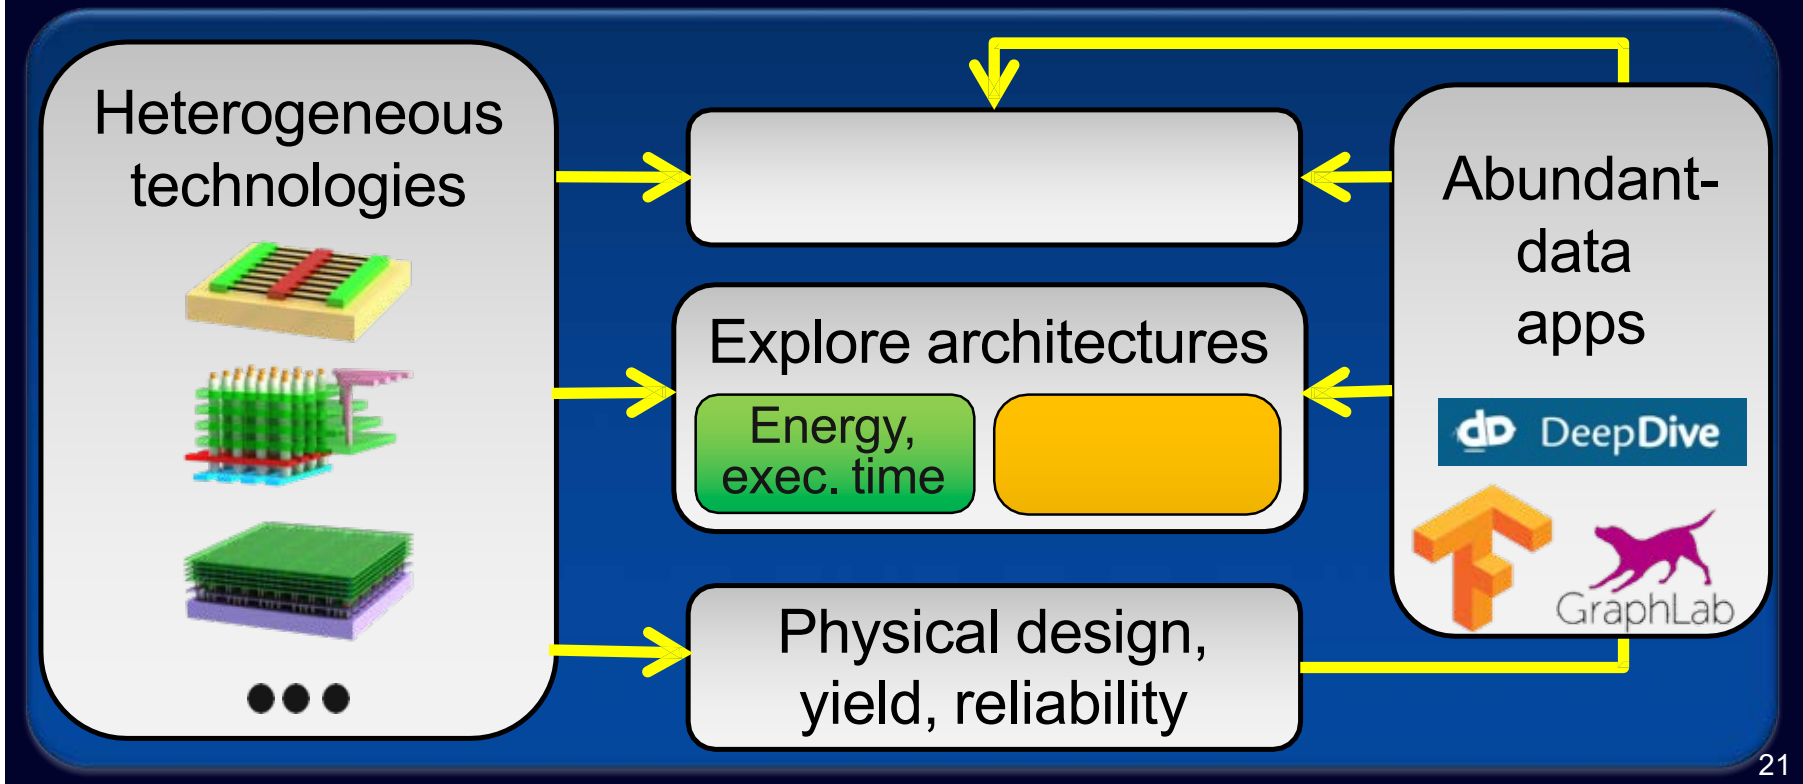 Heterogeneous
technologies
Explore architectures
Energy,
exec. time
Physical design,
yield, reliability
Abundant-
data
apps
DeepDive
GraphLab
21